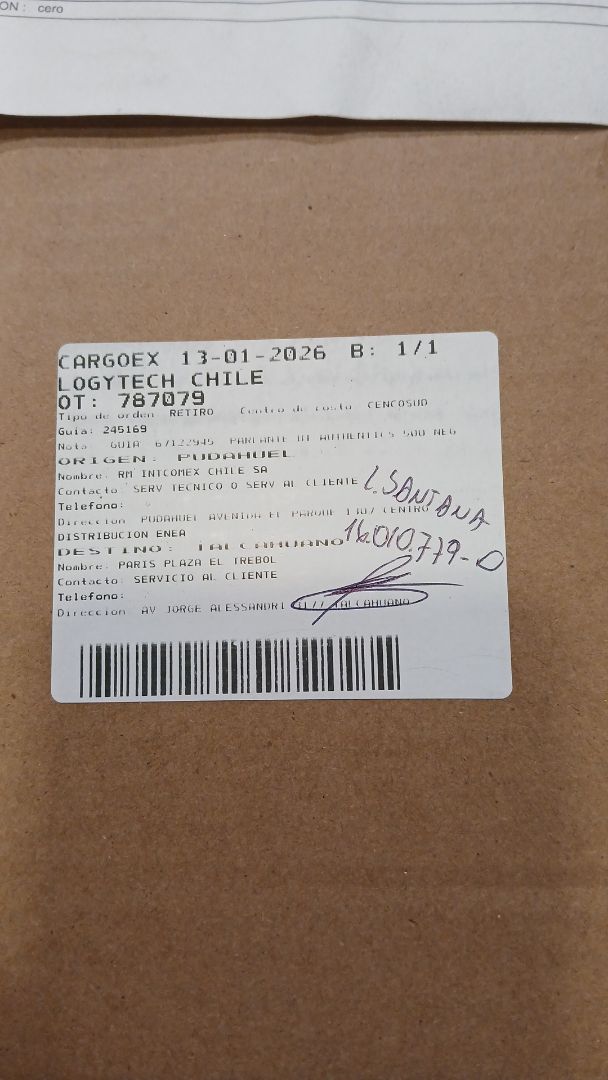 ON: cero
CARGOEX 13-01-2026 B: 1/1
LOGYTECH CHILE
OT: 787079
Tipo de orden: RETIRO Centro de costo CENCOSUD
Guia: 245169
Nota: GUIA 67122945 PARLANTE AUTHENTICS 500 NEG
ORIGEN: PUDAHUEL
Nombre: RM INTCOMEX CHILE SA
Contacto: SERV TECNICO O SERV AL CLIENTE
L. SANTANA
Telefono:
Direccion PUDAHUEL AVENIDA EL PARQUE 1307 CENTRO
16.010.779-0
DISTRIBUCION ENEA
DESTINO: TALCAHUANO
Nombre: PARIS PLAZA EL TREBOL
Contacto: SERVICIO AL CLIENTE
Telefono:
Direccion AV JORGE ALESSANDRI 3177 TALCAHUANO